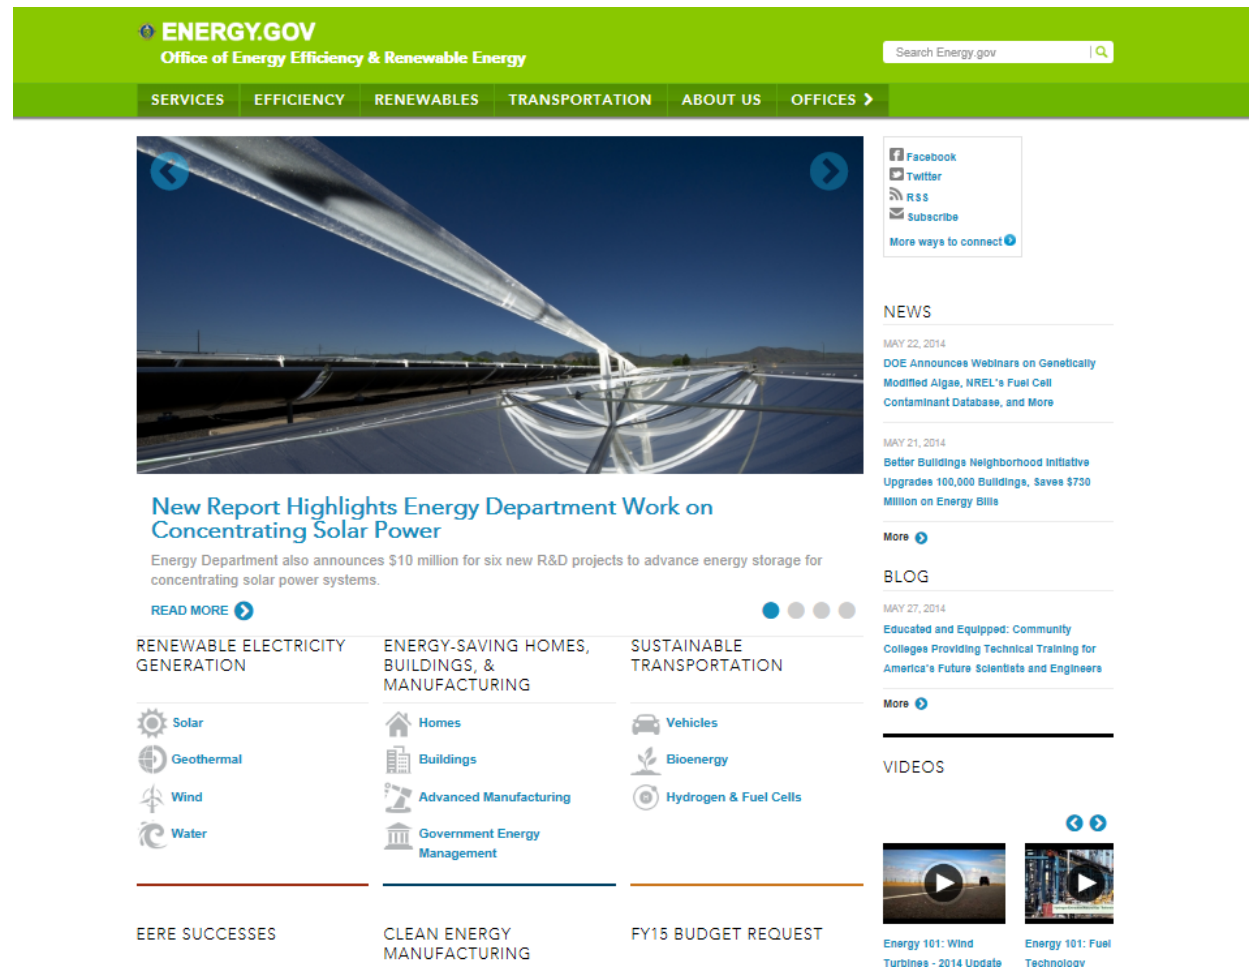 ENERGY.GOV
Office of Energy Efficiency & Renewable Energy
Search Energy.gov
SERVICES EFFICIENCY RENEWABLES TRANSPORTATION ABOUT US OFFICES
Facebook
Twitter
RSS
Subscribe
More ways to connect
New Report Highlights Energy Department Work on
Concentrating Solar Power
Energy Department also announces $10 million for six new R&D projects to advance energy storage for
concentrating solar power systems.
READ MORE
NEWS
MAY 22, 2014
DOE Announces Webinars on Genetically
Modified Algae, NREL's Fuel Cell
Contaminant Database, and More
MAY 21, 2014
Better Buildings Neighborhood Initiative
Upgrades 100,000 Buildings, Saves $730
Million on Energy Bills
More
BLOG
MAY 27, 2014
Educated and Equipped: Community
Colleges Providing Technical Training for
America's Future Scientists and Engineers
More
RENEWABLE ELECTRICITY
GENERATION
Solar
Geothermal
Wind
Water
ENERGY-SAVING HOMES,
BUILDINGS, &
MANUFACTURING
Homes
Buildings
Advanced Manufacturing
Government Energy
Management
SUSTAINABLE
TRANSPORTATION
Vehicles
Bioenergy
Hydrogen & Fuel Cells
VIDEOS
Energy 101: Wind
Turbines - 2014 Update
Energy 101: Fuel
Technology
EERE SUCCESSES
CLEAN ENERGY
MANUFACTURING
FY15 BUDGET REQUEST